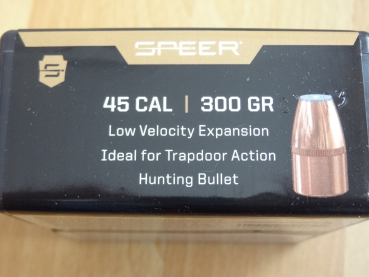 SPEER
45 CAL | 300 GR
Low Velocity Expansion
Ideal for Trapdoor Action
Hunting Bullet